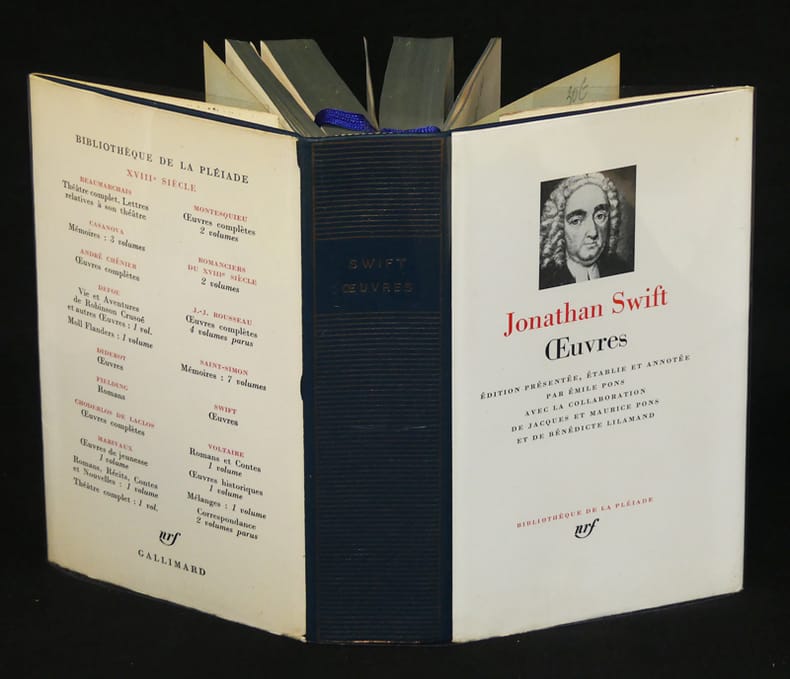 BIBLIOTHÈQUE DE LA PLÉIADE
XVIIIe SIÈCLE
BEAUMARCHAIS
Théâtre complet. Lettres
relatives à son théâtre
CASANOVA
Mémoires : 3 volumes
ANDRÉ CHÉNIER
Œuvres complètes
DEFOE
Vie et Aventures
de Robinson Crusoé
et autres Œuvres : 1 vol.
Moll Flanders : 1 volume
DIDEROT
Œuvres
FIELDING
Romans
CHODERLOS DE LACLOS
Œuvres complètes
MARIVAUX
Œuvres de jeunesse
1 volume
Romans, Récits, Contes
et Nouvelles : 1 volume
Théâtre complet : 1 vol.
MONTESQUIEU
Œuvres complètes
2 volumes
ROMANCIERS
DU XVIIIe SIÈCLE
2 volumes
J.-J. ROUSSEAU
Œuvres complètes
4 volumes parus
SAINT-SIMON
Mémoires : 7 volumes
SWIFT
Œuvres
VOLTAIRE
Romans et Contes
1 volume
Œuvres historiques
1 volume
Mélanges : 1 volume
Correspondance
2 volumes parus
nrf
GALLIMARD
SWIFT
ŒUVRES
Jonathan Swift
Œuvres
ÉDITION PRÉSENTÉE, ÉTABLIE ET ANNOTÉE
PAR ÉMILE PONS
AVEC LA COLLABORATION
DE JACQUES ET MAURICE PONS
ET DE BÉNÉDICTE LILAMAND
BIBLIOTHÈQUE DE LA PLÉIADE
nrf